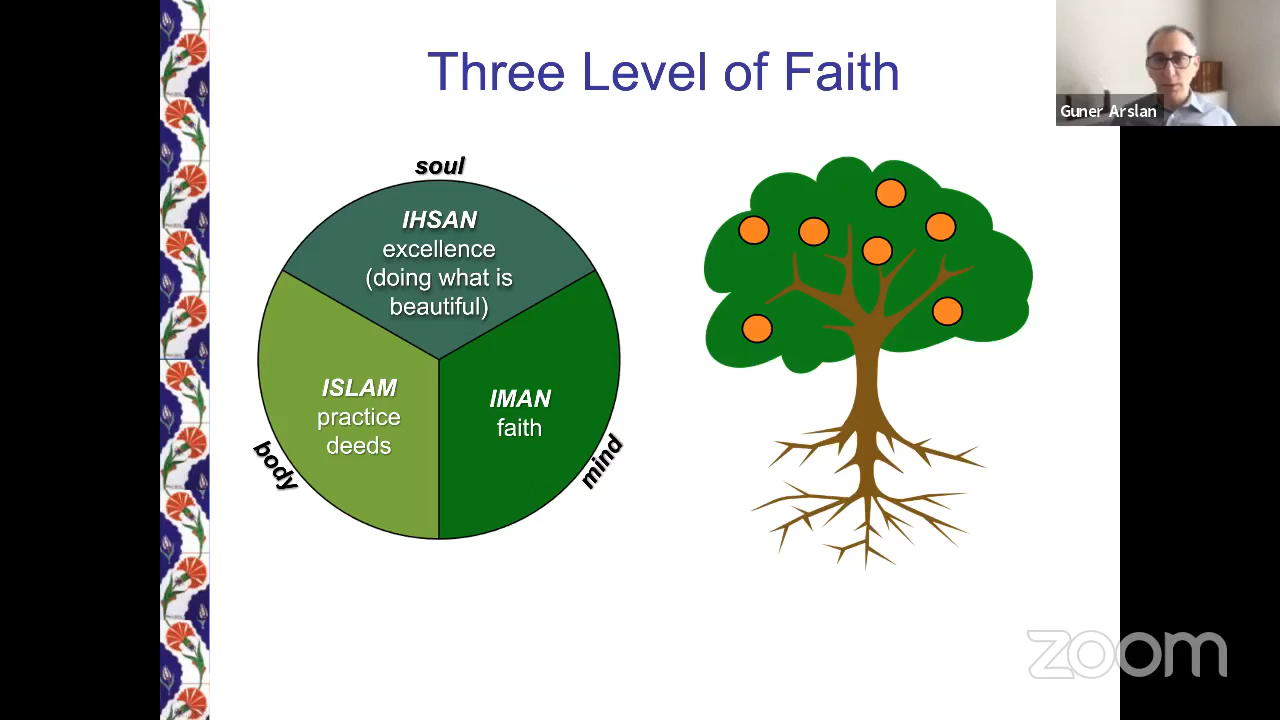 Three Level of Faith
Guner Arslan
soul
IHSAN
excellence
(doing what is
beautiful)
ISLAM
practice
deeds
IMAN
faith
body
mind
zoom